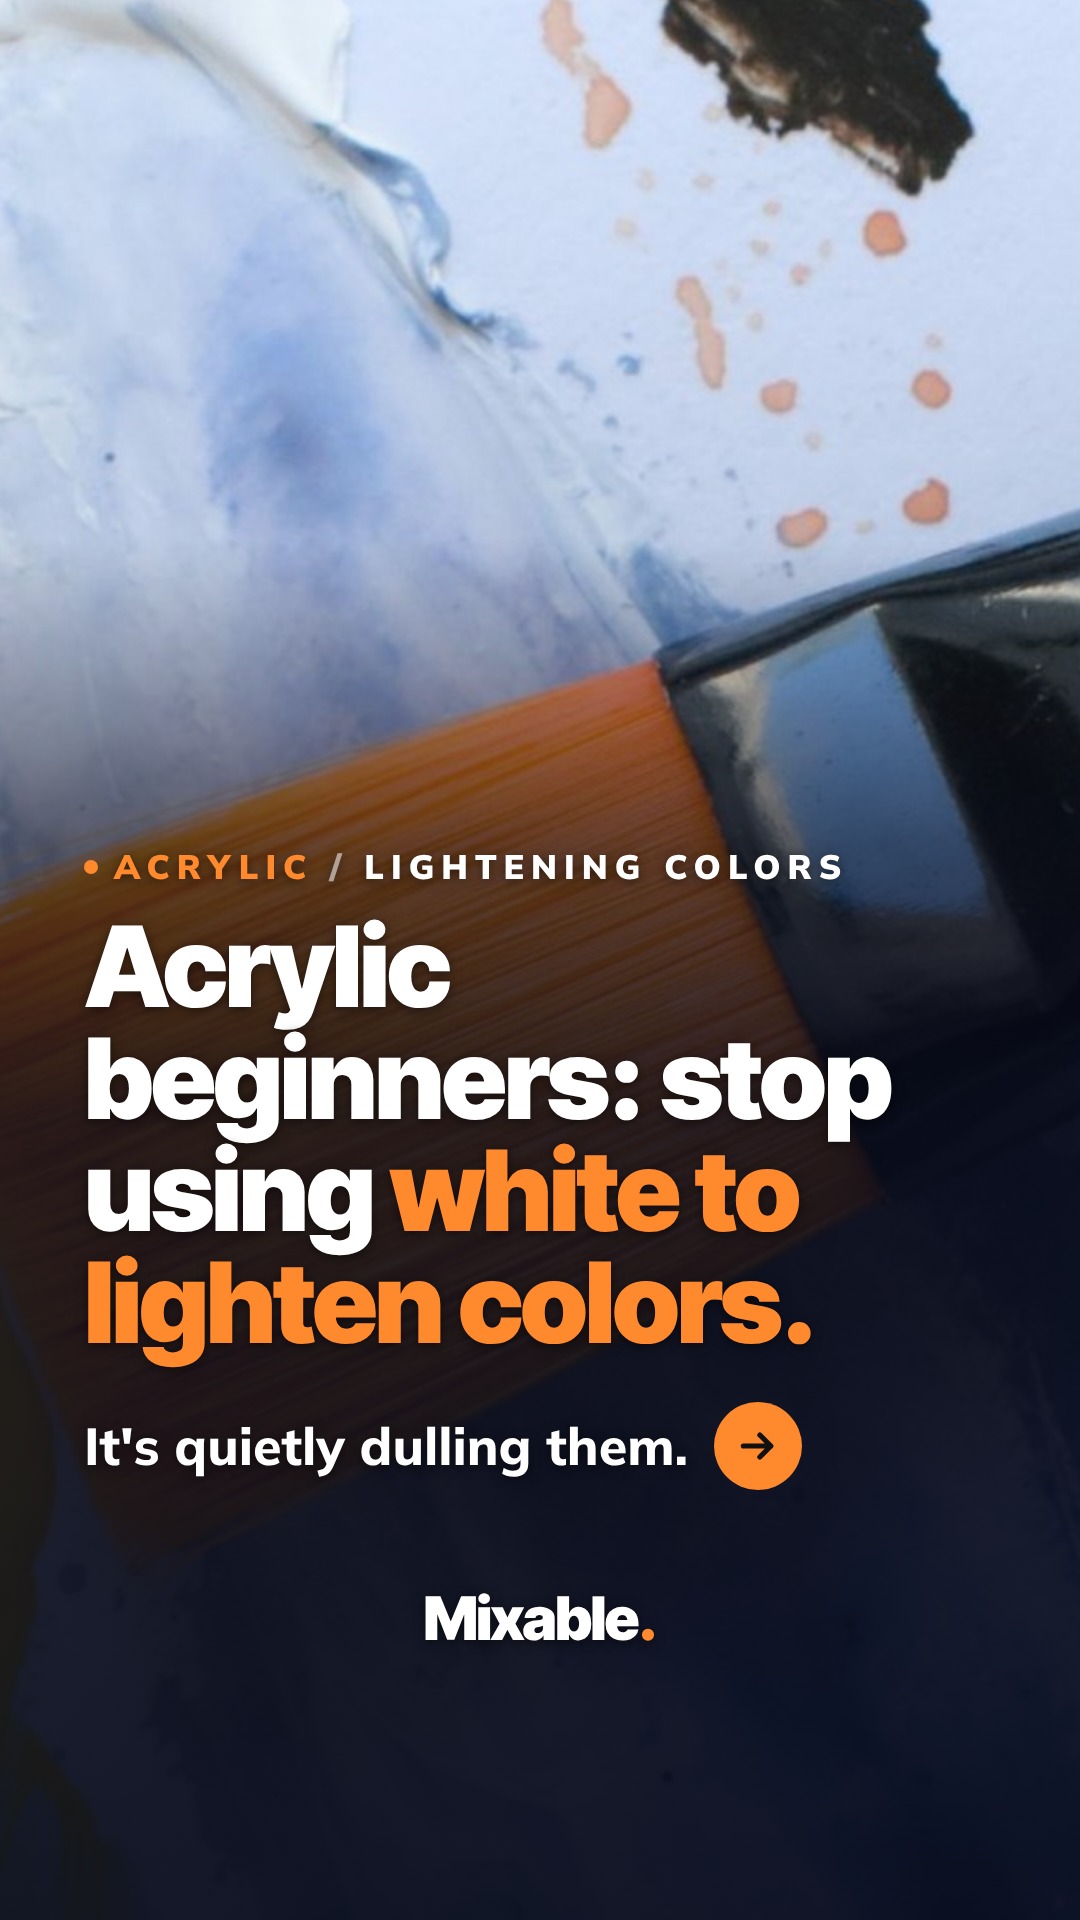 • ACRYLIC / LIGHTENING COLORS
Acrylic
beginners: stop
using white to
lighten colors.
It's quietly dulling them. →
Mixable.